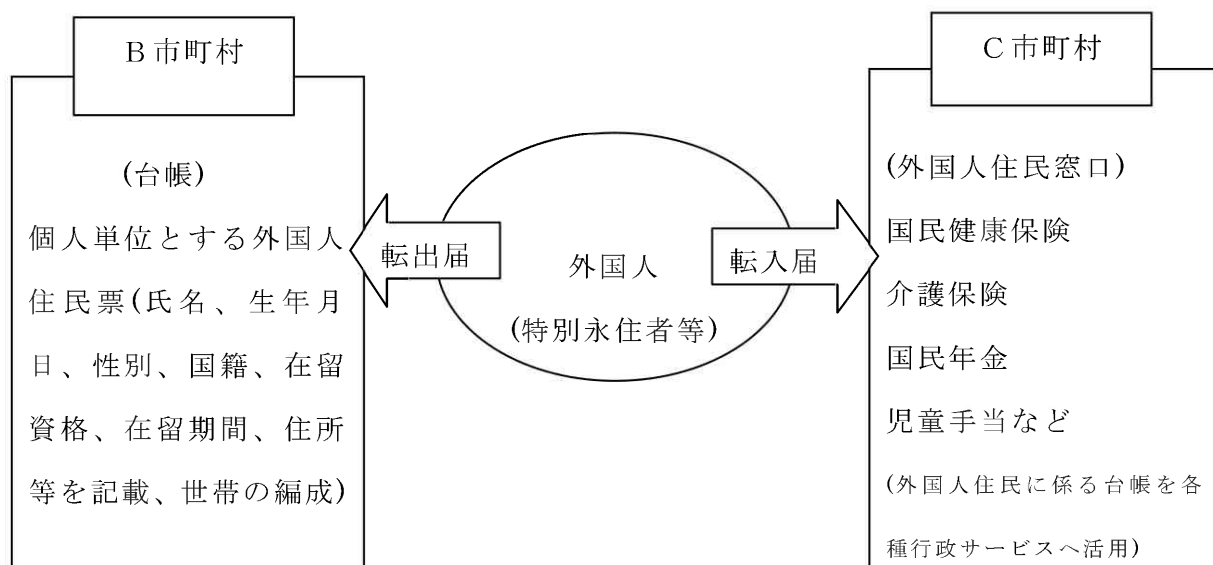 B市町村
(台帳)
個人単位とする外国人
住民票(氏名、生年月
日、性別、国籍、在留
資格、在留期間、住所
等を記載、世帯の編成)
転出届
外国人
(特別永住者等)
転入届
C市町村
(外国人住民窓口)
国民健康保険
介護保険
国民年金
児童手当など
(外国人住民に係る台帳を各
種行政サービスへ活用)